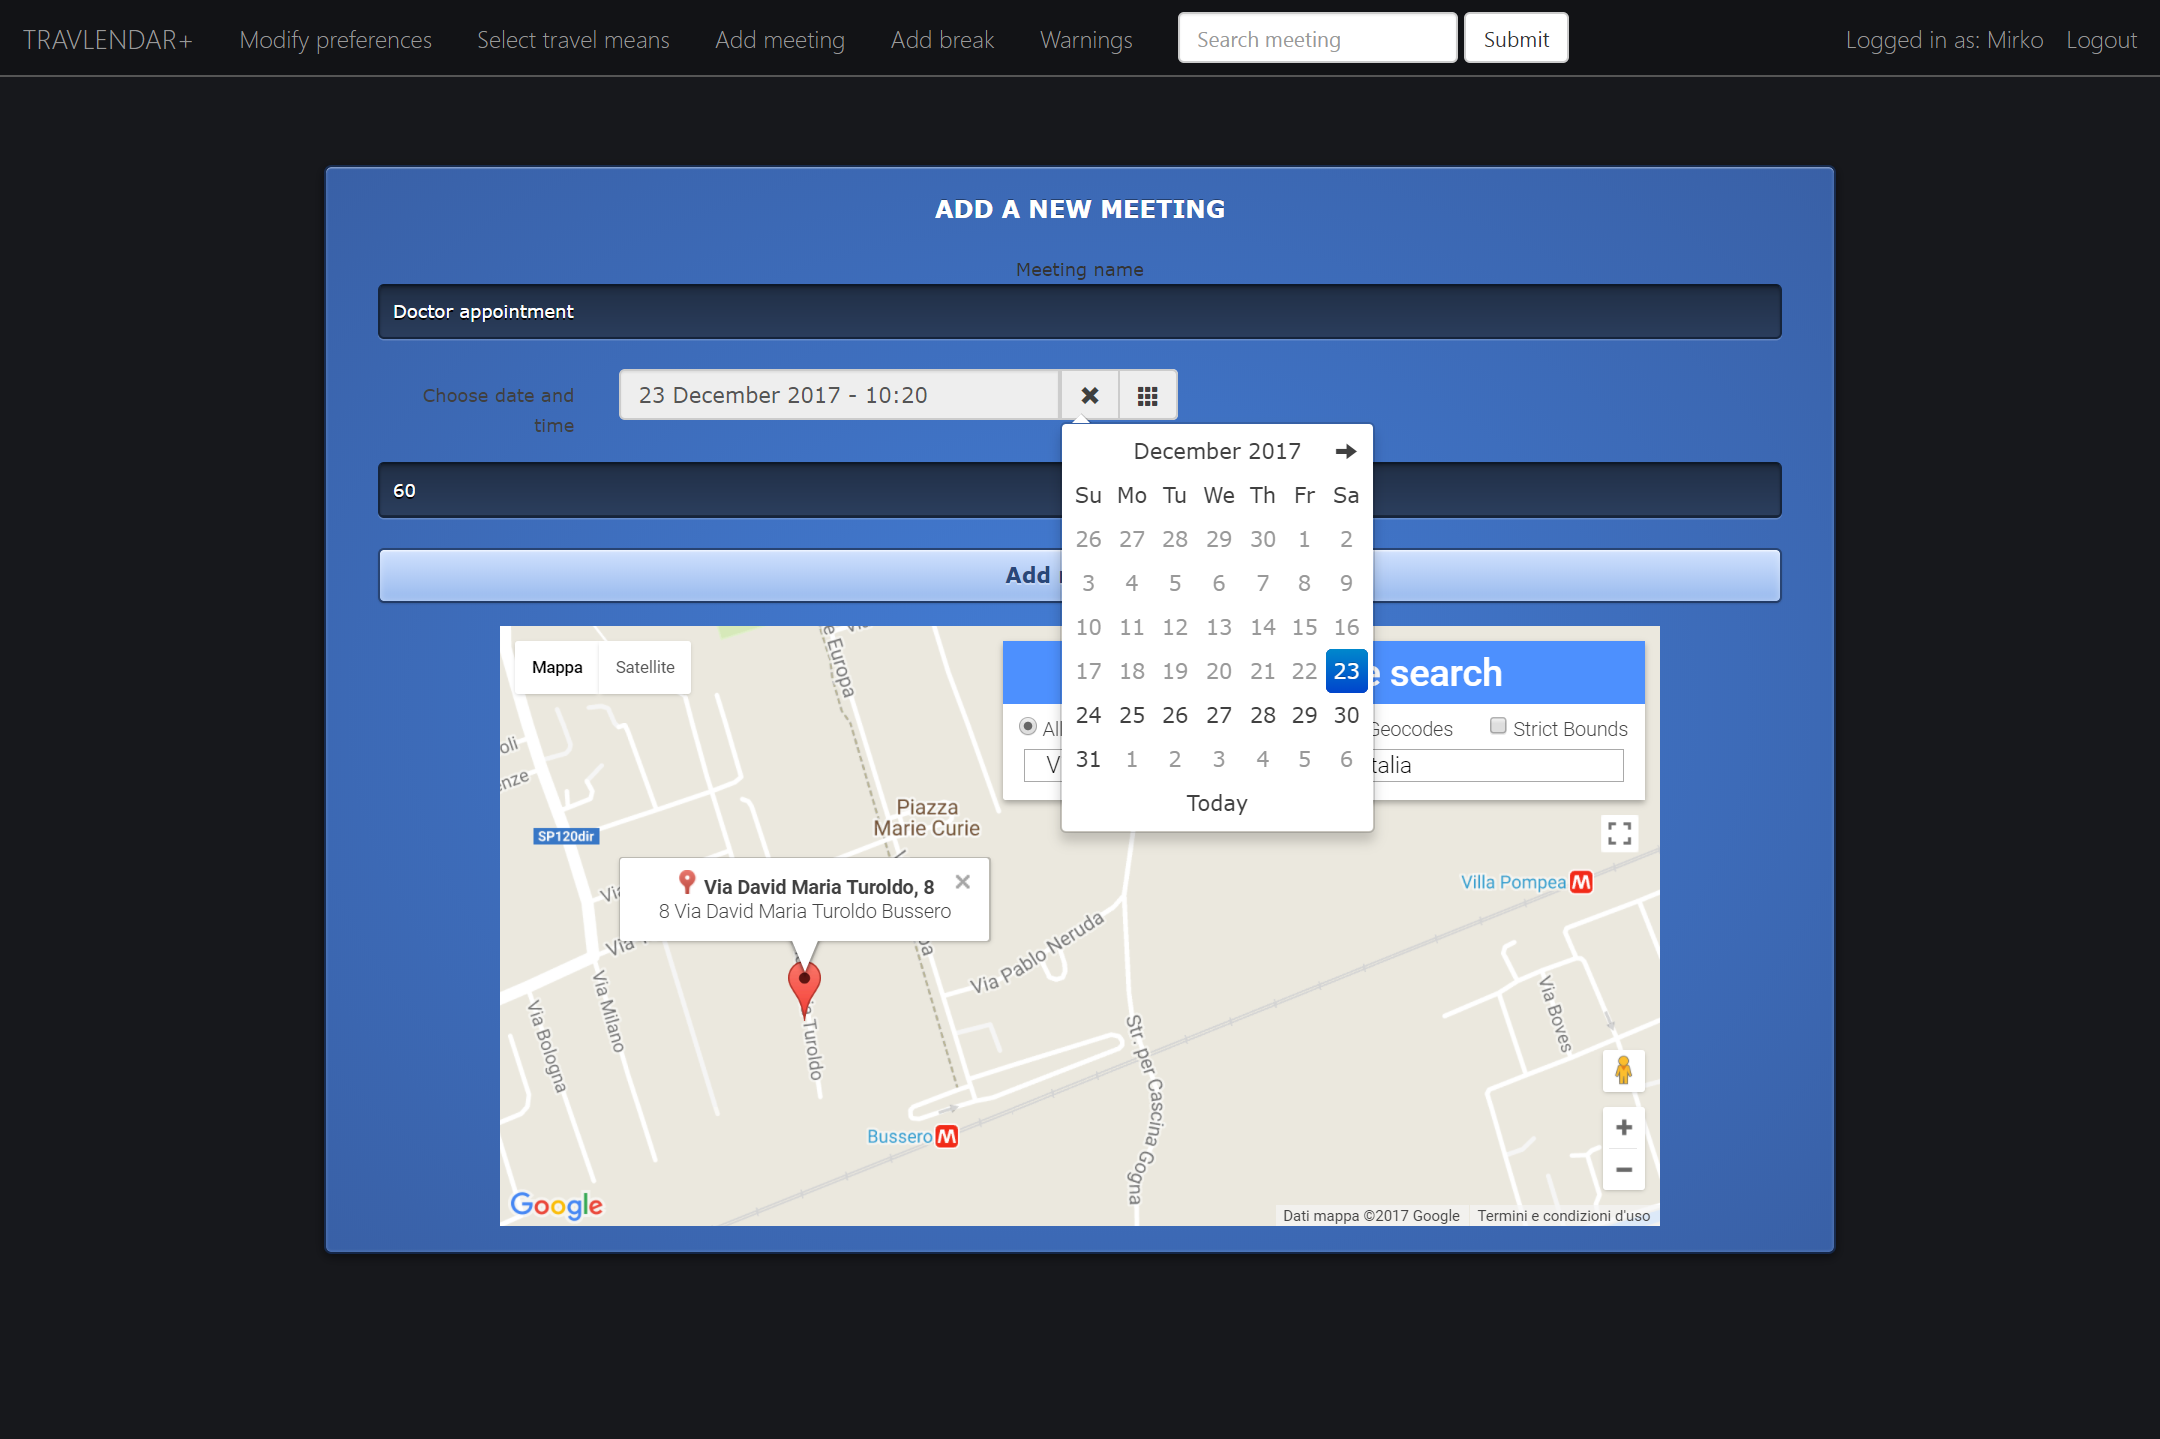 TRAVLENDAR+ Modify preferences Select travel means Add meeting Add break Warnings Search meeting Submit Logged in as: Mirko Logout
ADD A NEW MEETING
Meeting name
Doctor appointment
Choose date and
time
23 December 2017 - 10:20
60
Add
December 2017
Su Mo Tu We Th Fr Sa
26 27 28 29 30 1 2
3 4 5 6 7 8 9
10 11 12 13 14 15 16
17 18 19 20 21 22 23
24 25 26 27 28 29 30
31 1 2 3 4 5 6
Today
Mappa Satellite
search
Geocodes Strict Bounds
talia
e Europa
oli
enze
SP120dir
Piazza
Marie Curie
Via David Maria Turoldo, 8
8 Via David Maria Turoldo Bussero
Villa Pompea M
Via
Via Pablo Neruda
Via Milano
Via Bologna
Turoldo
Via Boves
Str. per Cascina Gogna
Bussero M
Google
Dati mappa ©2017 Google Termini e condizioni d'uso